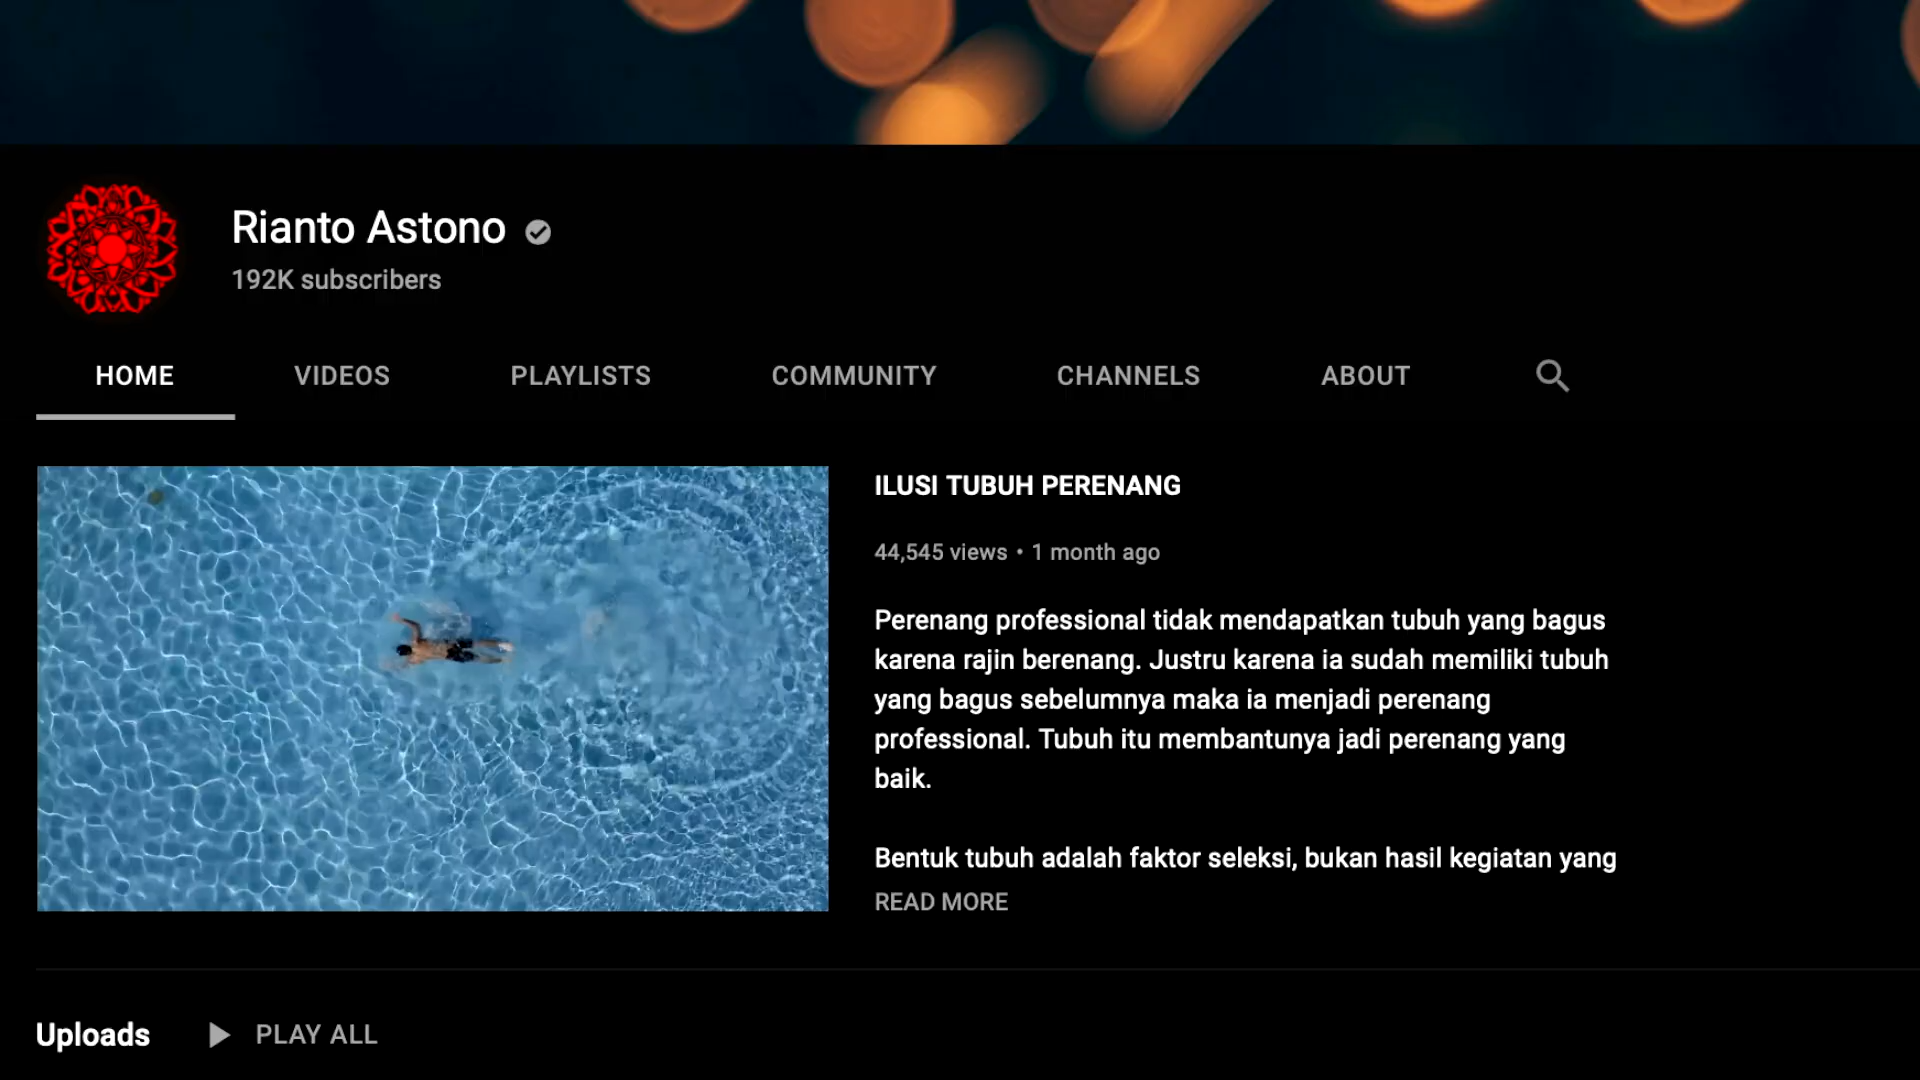 Rianto Astono
192K subscribers
HOME VIDEOS PLAYLISTS COMMUNITY CHANNELS ABOUT
ILUSI TUBUH PERENANG
44,545 views • 1 month ago
Perenang professional tidak mendapatkan tubuh yang bagus
karena rajin berenang. Justru karena ia sudah memiliki tubuh
yang bagus sebelumnya maka ia menjadi perenang
professional. Tubuh itu membantunya jadi perenang yang
baik.
Bentuk tubuh adalah faktor seleksi, bukan hasil kegiatan yang
READ MORE
Uploads PLAY ALL